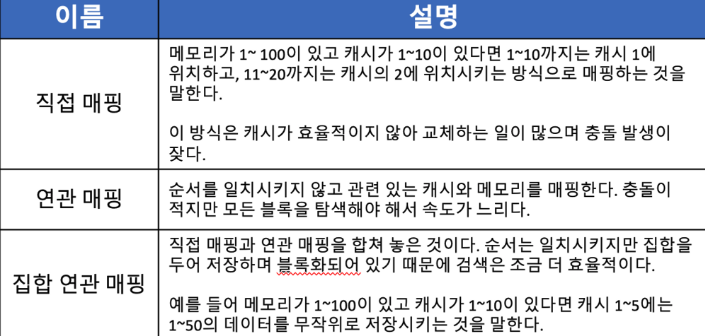 이름
설명
직접 매핑
메모리가 1~ 100이 있고 캐시가 1~10이 있다면 1~10까지는 캐시 1에
위치하고, 11~20까지는 캐시의 2에 위치시키는 방식으로 매핑하는 것을
말한다.
이 방식은 캐시가 효율적이지 않아 교체하는 일이 많으며 충돌 발생이
잦다.
연관 매핑
순서를 일치시키지 않고 관련 있는 캐시와 메모리를 매핑한다. 충돌이
적지만 모든 블록을 탐색해야 해서 속도가 느리다.
집합 연관 매핑
직접 매핑과 연관 매핑을 합쳐 놓은 것이다. 순서는 일치시키지만 집합을
두어 저장하며 블록화되어 있기 때문에 검색은 조금 더 효율적이다.
예를 들어 메모리가 1~100이 있고 캐시가 1~10이 있다면 캐시 1~5에는
1~50의 데이터를 무작위로 저장시키는 것을 말한다.